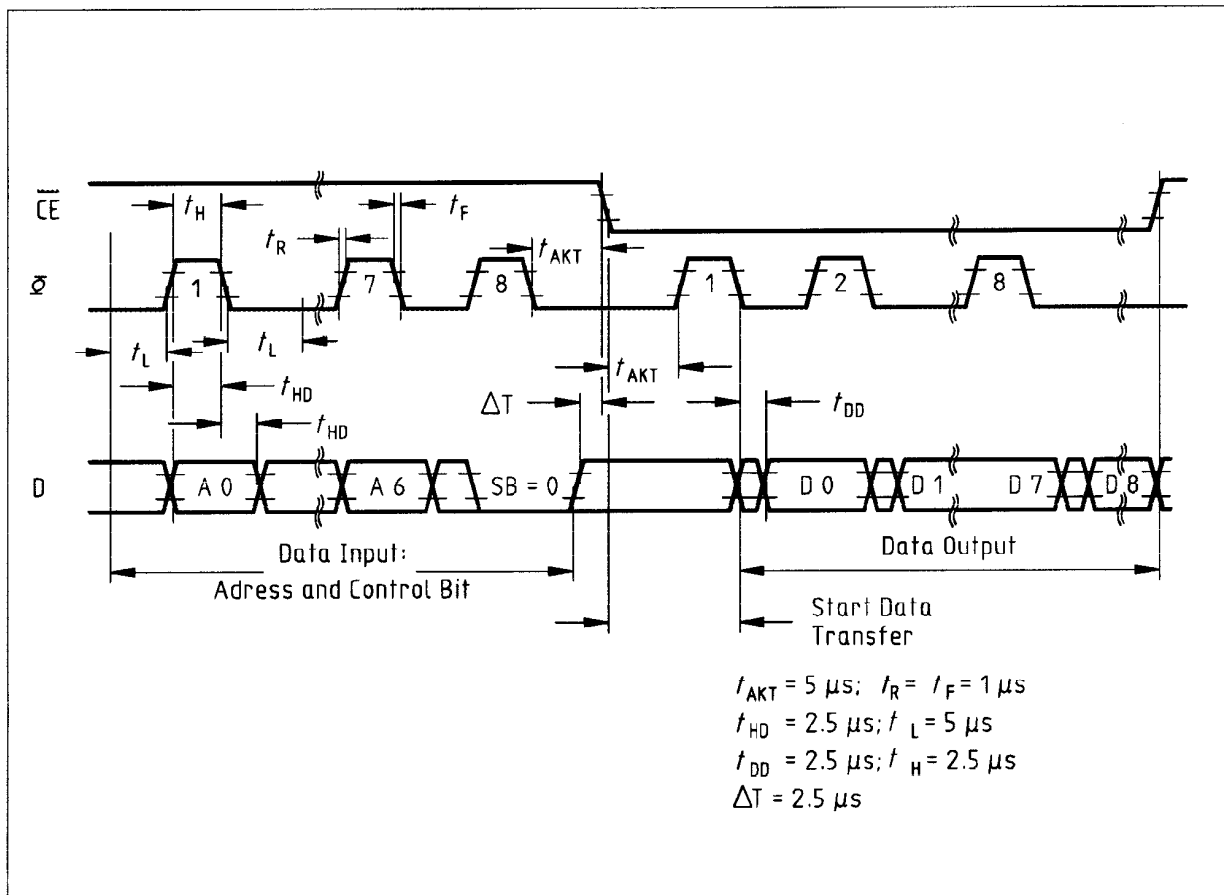 C̅E̅
t_H
t_F
t_R
t_AKT
Φ
1
7
8
1
2
8
t_L
t_L
t_AKT
t_HD
ΔT
t_DD
t_HD
D
A 0
A 6
SB = 0
D 0
D 1
D 7
D 8
Data Input:
Adress and Control Bit
Data Output
Start Data
Transfer
t_AKT = 5 µs; t_R = t_F = 1 µs
t_HD = 2.5 µs; t_L = 5 µs
t_DD = 2.5 µs; t_H = 2.5 µs
ΔT = 2.5 µs